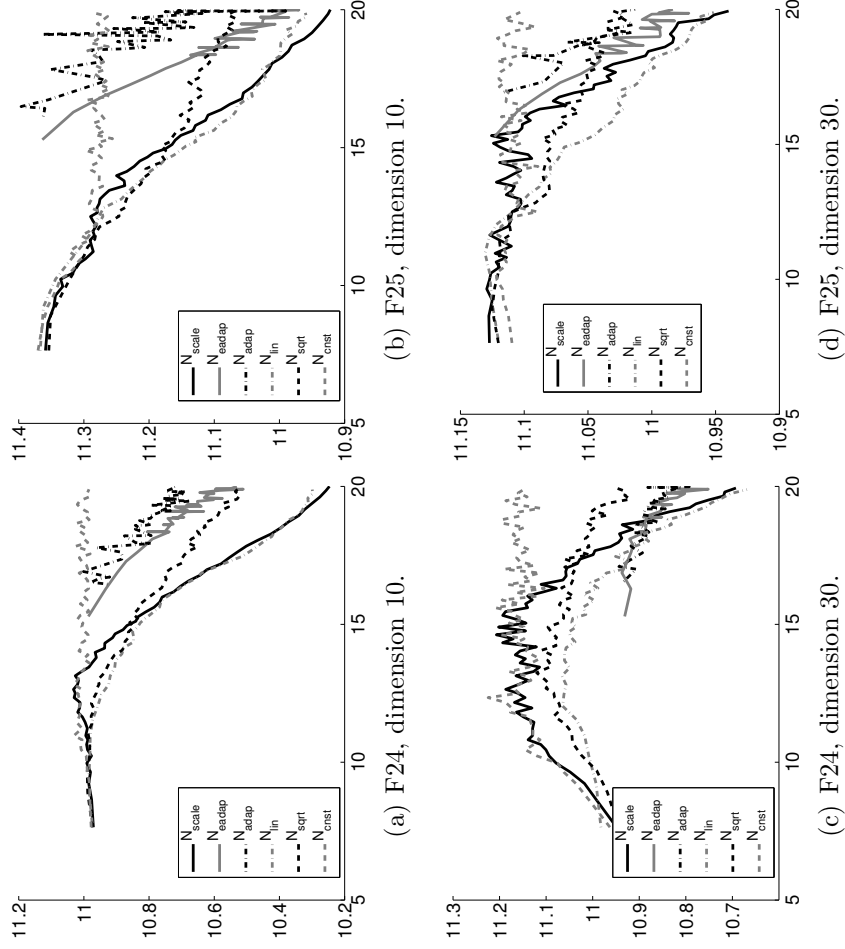 11.2
11
10.8
10.6
10.4
10.2
5
10
15
20
N_scale
N_eadap
N_adap
N_lin
N_sqrt
N_cnst
(a) F24, dimension 10.
11.4
11.3
11.2
11.1
11
10.9
5
10
15
20
N_scale
N_eadap
N_adap
N_lin
N_sqrt
N_cnst
(b) F25, dimension 10.
11.3
11.2
11.1
11
10.9
10.8
10.7
5
10
15
20
N_scale
N_eadap
N_adap
N_lin
N_sqrt
N_cnst
(c) F24, dimension 30.
11.15
11.1
11.05
11
10.95
10.9
5
10
15
20
N_scale
N_eadap
N_adap
N_lin
N_sqrt
N_cnst
(d) F25, dimension 30.